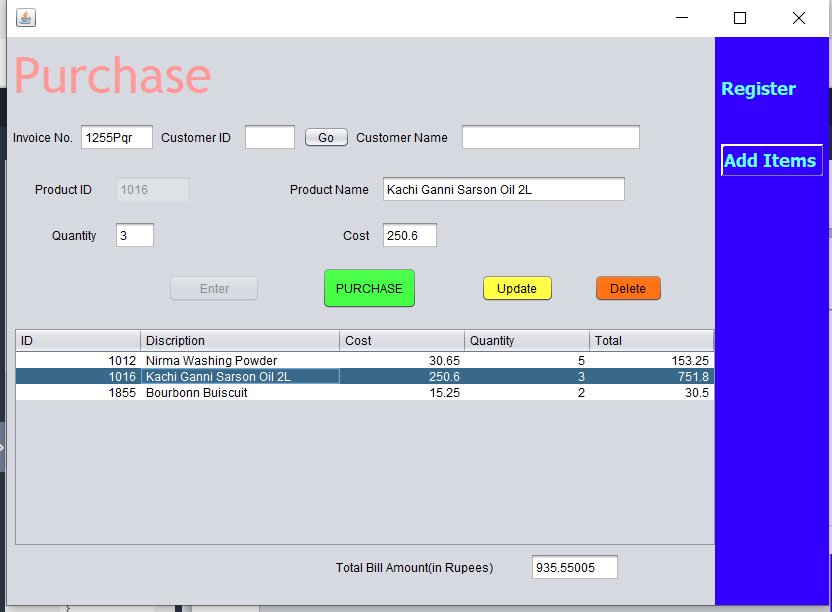 Purchase
Register
Invoice No. 1255Pqr Customer ID Go Customer Name
Add Items
Product ID 1016 Product Name Kachi Ganni Sarson Oil 2L
Quantity 3 Cost 250.6
Enter PURCHASE Update Delete
ID Discription Cost Quantity Total
1012 Nirma Washing Powder 30.65 5 153.25
1016 Kachi Ganni Sarson Oil 2L 250.6 3 751.8
1855 Bourbonn Buiscuit 15.25 2 30.5
Total Bill Amount(in Rupees) 935.55005